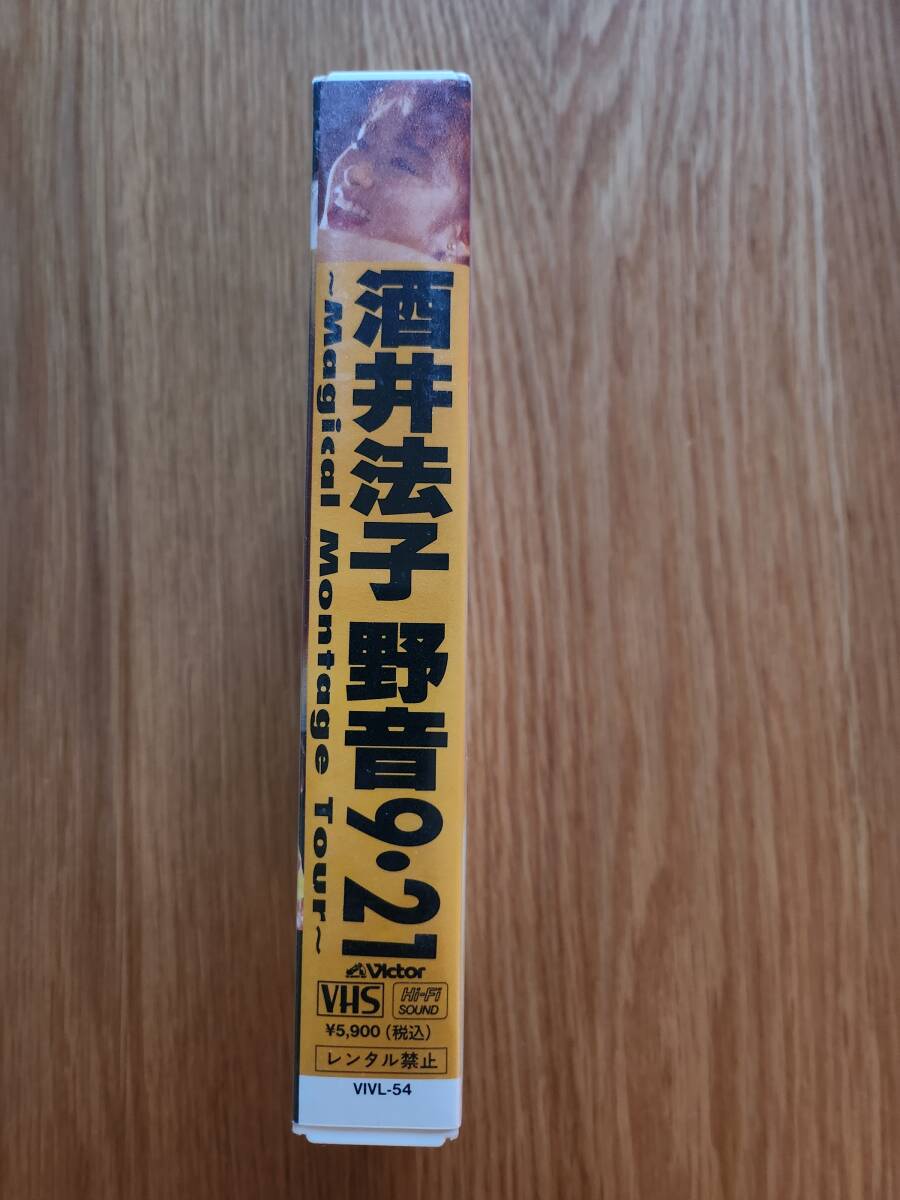 酒井法子 野音9・21
~Magical Montage Tour~
Victor
VHS
Hi-Fi
SOUND
¥5,900(税込)
レンタル禁止
VIVL-54